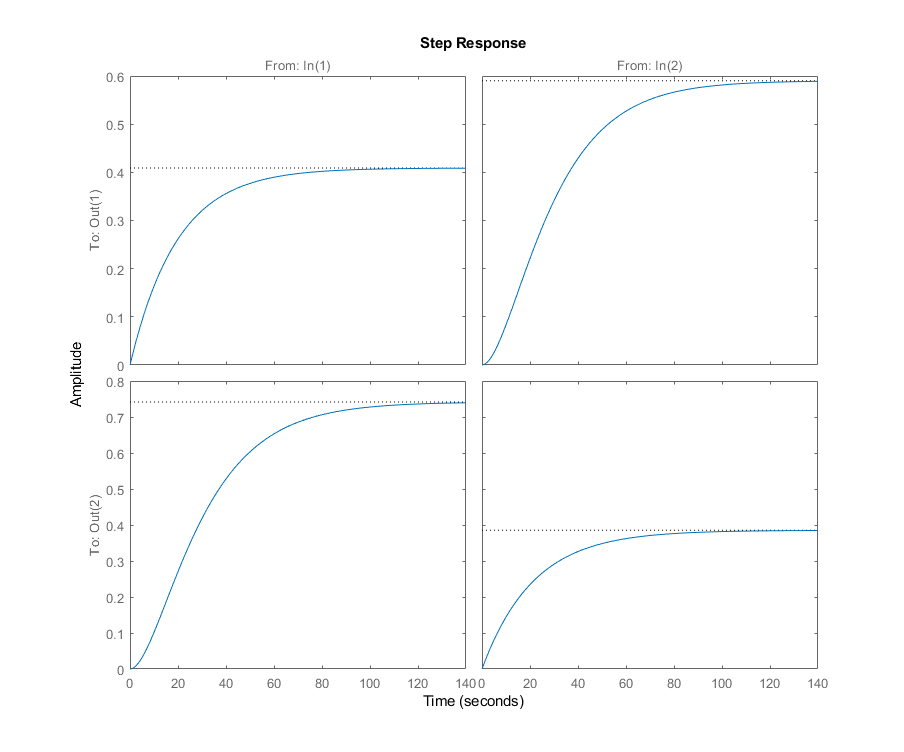 Step Response
From: In(1)
From: In(2)
To: Out(1)
0.6
0.5
0.4
0.3
0.2
0.1
0
Amplitude
To: Out(2)
0.8
0.7
0.6
0.5
0.4
0.3
0.2
0.1
0
0 20 40 60 80 100 120 140
0 20 40 60 80 100 120 140
Time (seconds)